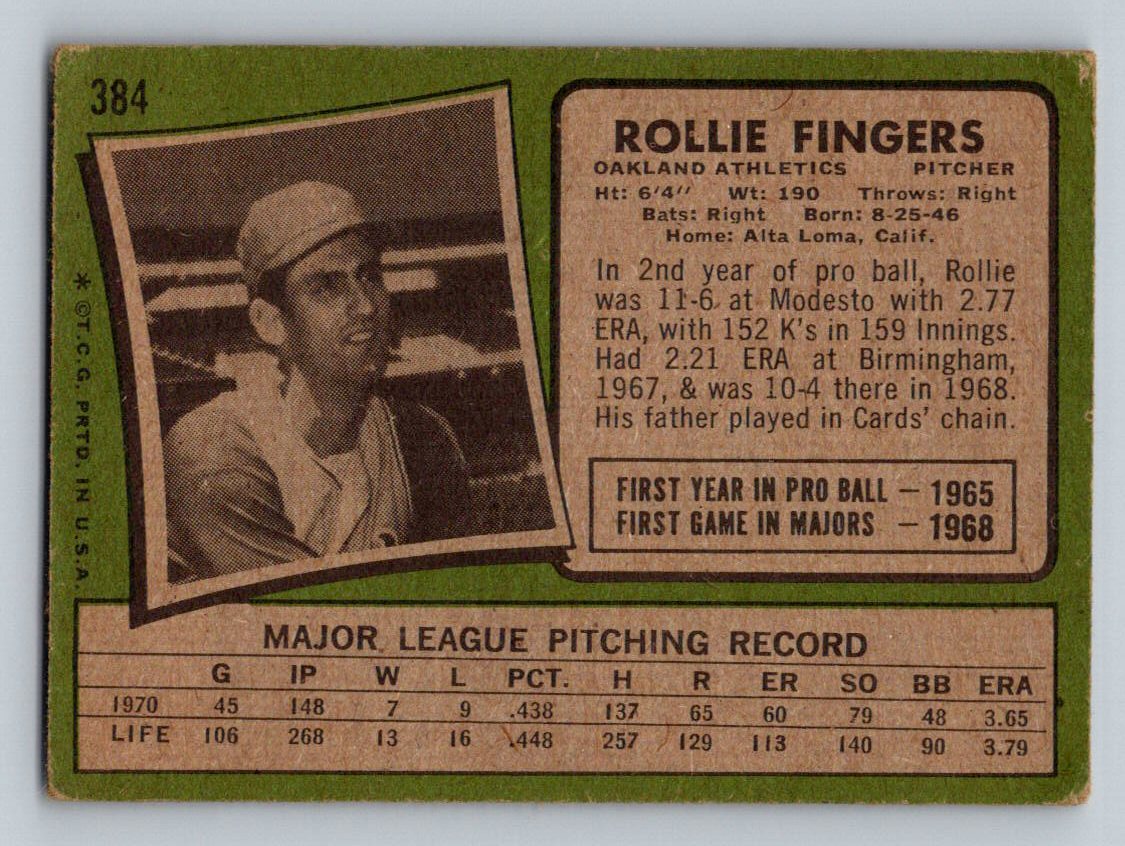 384
ROLLIE FINGERS
OAKLAND ATHLETICS PITCHER
Ht: 6'4" Wt: 190 Throws: Right
Bats: Right Born: 8-25-46
Home: Alta Loma, Calif.
In 2nd year of pro ball, Rollie
was 11-6 at Modesto with 2.77
ERA, with 152 K's in 159 Innings.
Had 2.21 ERA at Birmingham,
1967, & was 10-4 there in 1968.
His father played in Cards' chain.
FIRST YEAR IN PRO BALL — 1965
FIRST GAME IN MAJORS — 1968
* ©T.C.G. PRTD. IN U.S.A.
MAJOR LEAGUE PITCHING RECORD
G IP W L PCT. H R ER SO BB ERA
1970 45 148 7 9 .438 137 65 60 79 48 3.65
LIFE 106 268 13 16 .448 257 129 113 140 90 3.79